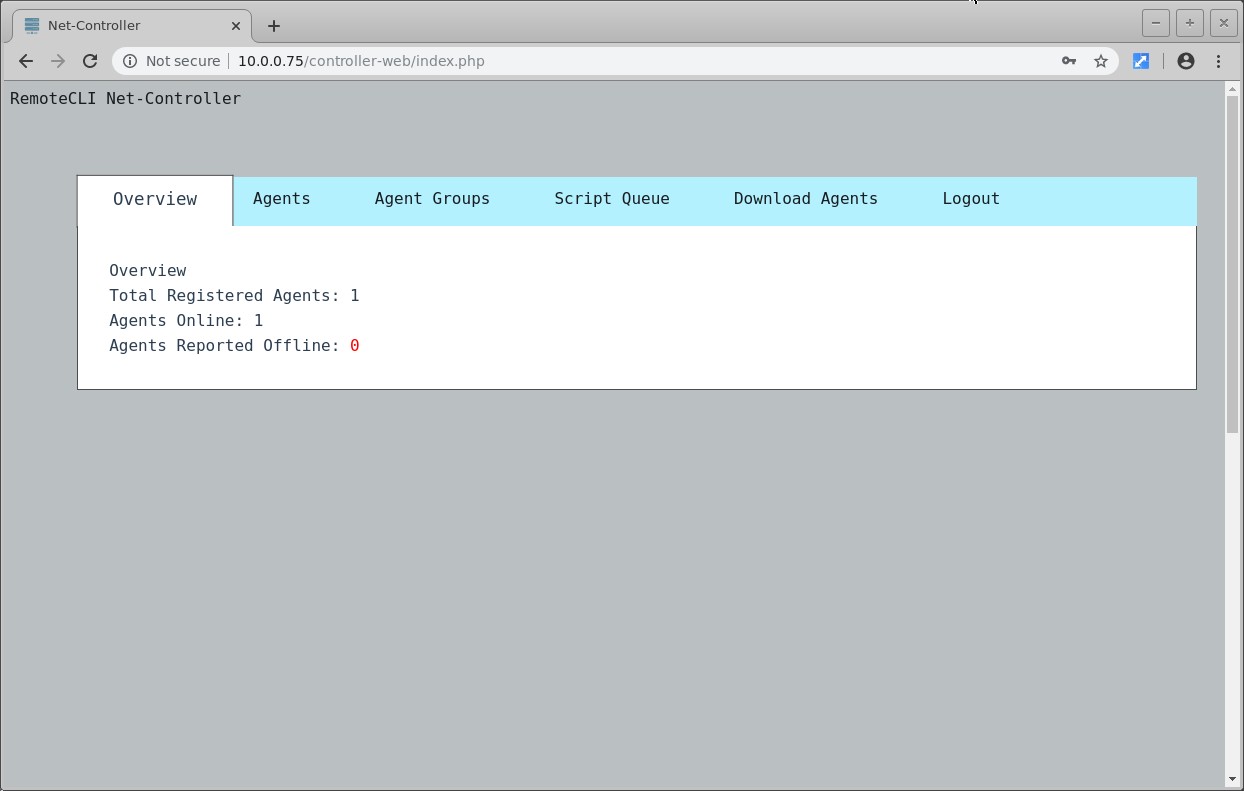 Net-Controller
Not secure 10.0.0.75/controller-web/index.php
RemoteCLI Net-Controller
Overview Agents Agent Groups Script Queue Download Agents Logout
Overview
Total Registered Agents: 1
Agents Online: 1
Agents Reported Offline: 0